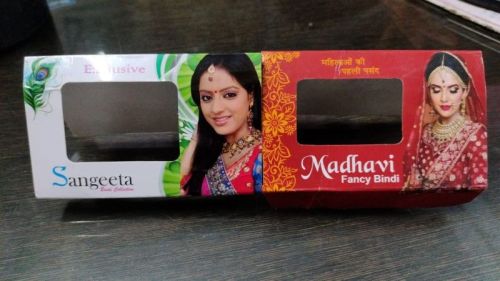 Exclusive
Sangeeta
Bindi Collection
महिलाओं की
पहली पसंद
Madhavi
Fancy Bindi